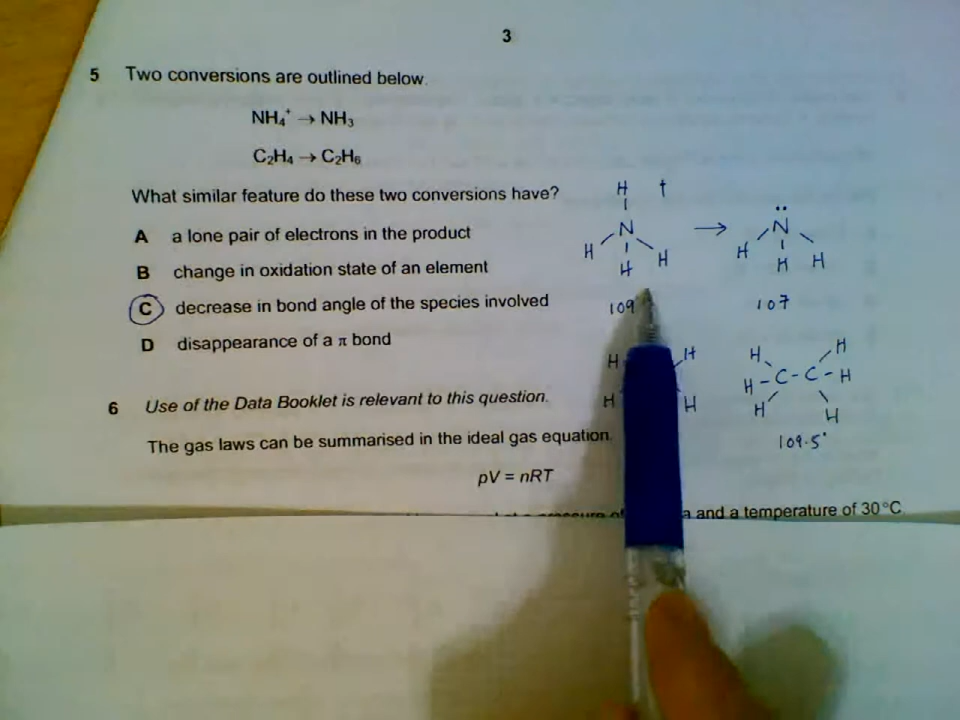 3
5 Two conversions are outlined below.
NH₄⁺ → NH₃
C₂H₄ → C₂H₆
What similar feature do these two conversions have?
A a lone pair of electrons in the product
B change in oxidation state of an element
C decrease in bond angle of the species involved
D disappearance of a π bond
H +
N → N
H H H H H H
109 107
H H H H
H - C - C - H
H H H H
109.5°
6 Use of the Data Booklet is relevant to this question.
The gas laws can be summarised in the ideal gas equation.
pV = nRT
and a temperature of 30 °C